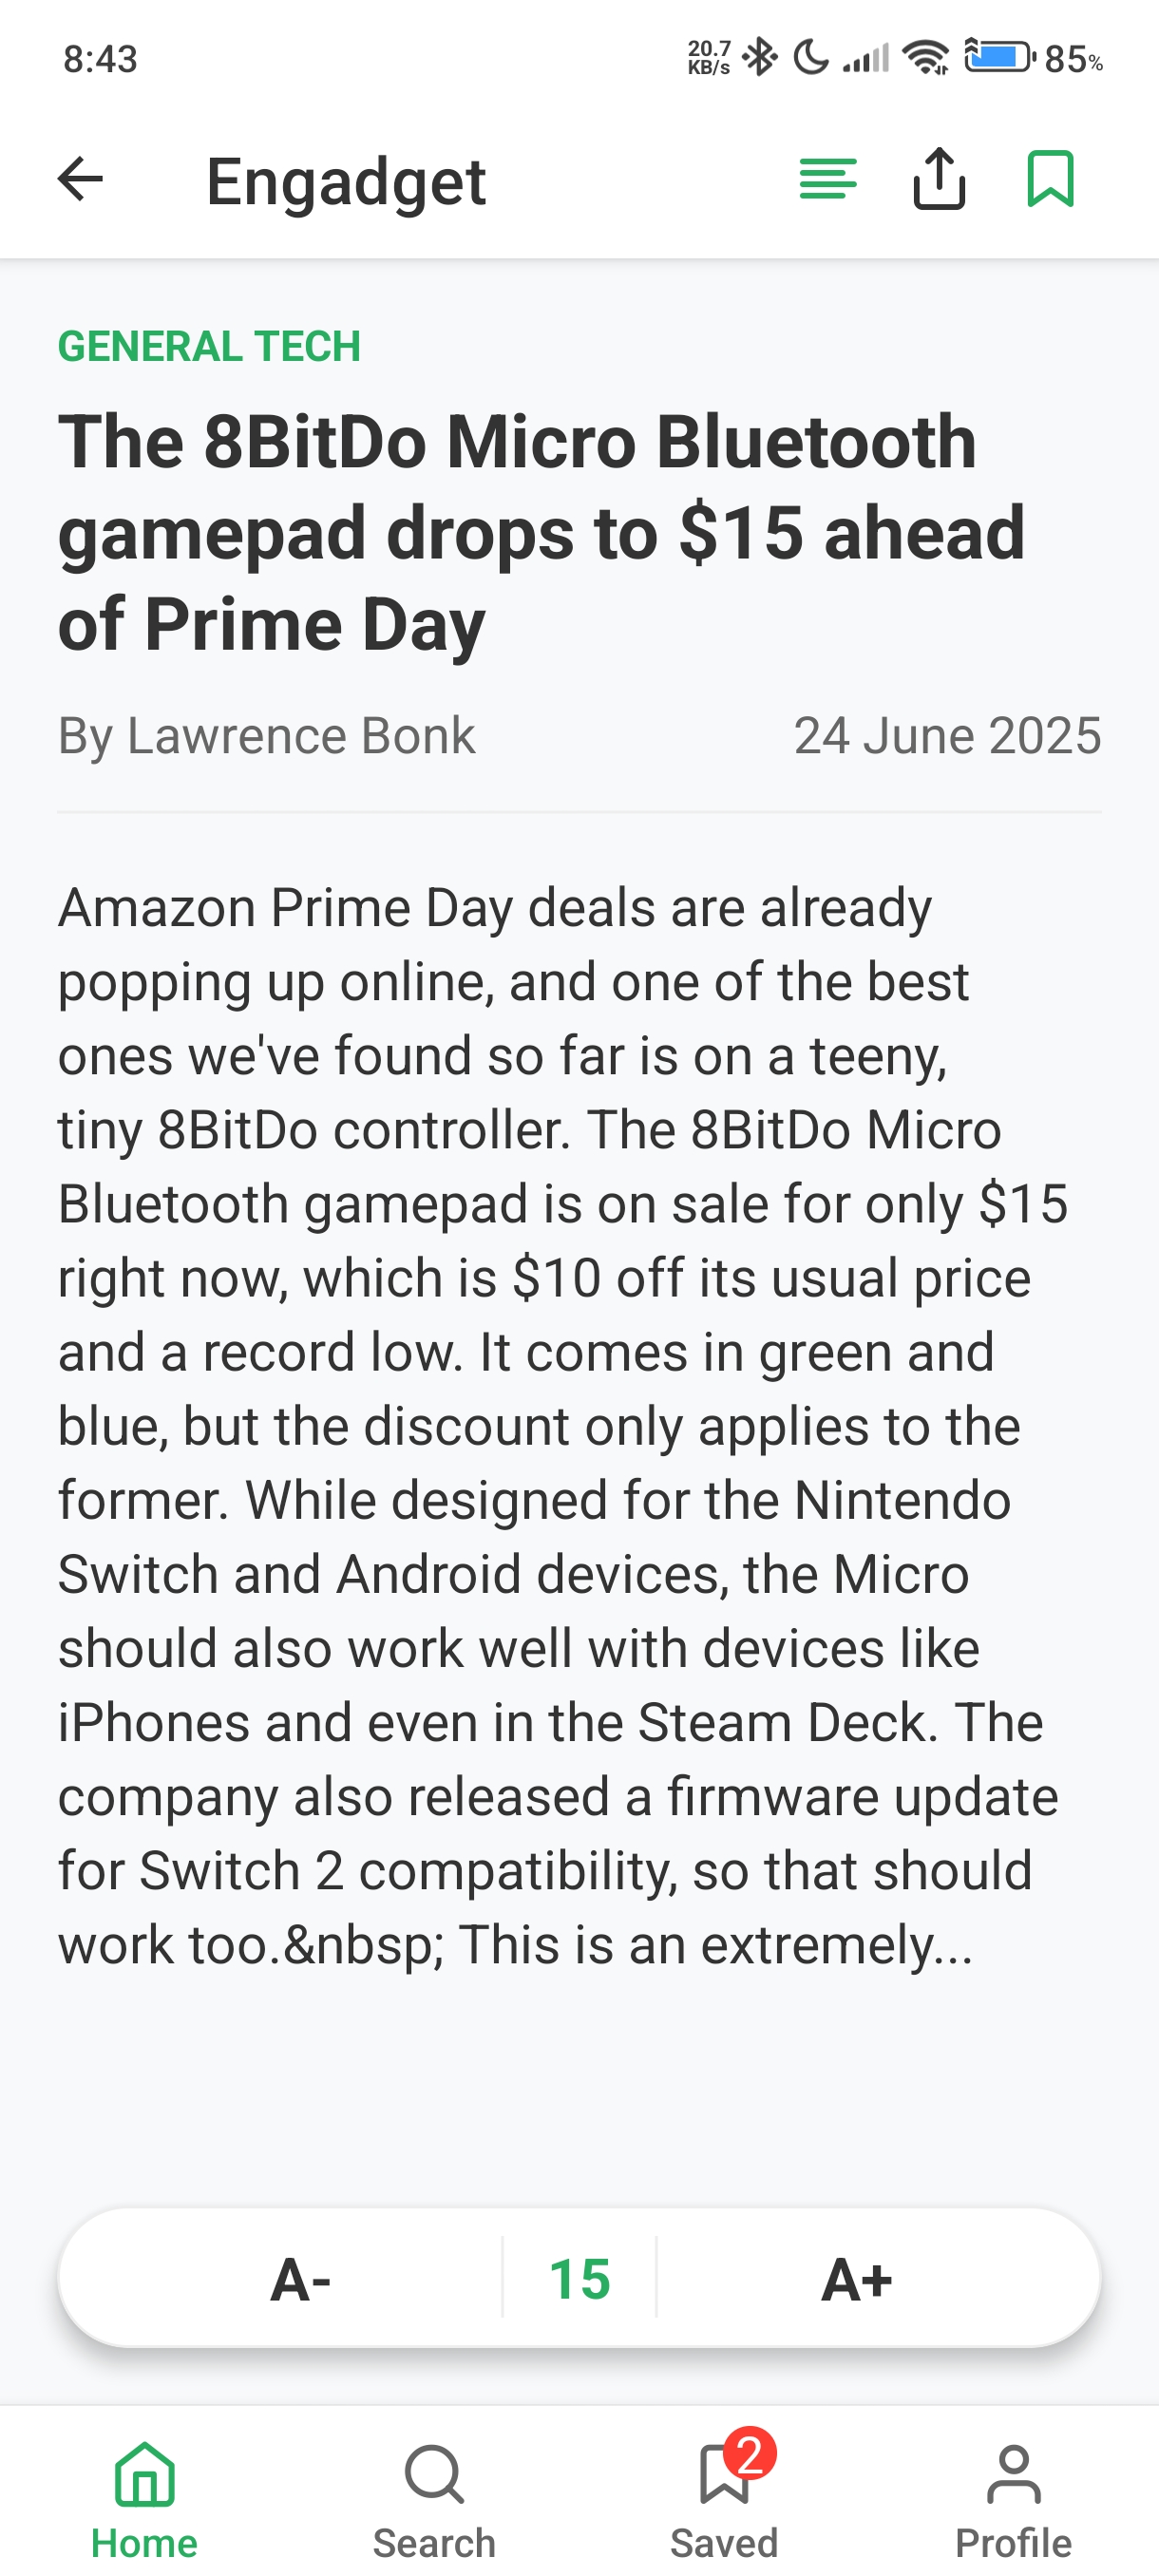 8:43
20.7
KB/s
85%
Engadget
GENERAL TECH
The 8BitDo Micro Bluetooth
gamepad drops to $15 ahead
of Prime Day
By Lawrence Bonk
24 June 2025
Amazon Prime Day deals are already
popping up online, and one of the best
ones we've found so far is on a teeny,
tiny 8BitDo controller. The 8BitDo Micro
Bluetooth gamepad is on sale for only $15
right now, which is $10 off its usual price
and a record low. It comes in green and
blue, but the discount only applies to the
former. While designed for the Nintendo
Switch and Android devices, the Micro
should also work well with devices like
iPhones and even in the Steam Deck. The
company also released a firmware update
for Switch 2 compatibility, so that should
work too.&amp;nbsp; This is an extremely...
A-
15
A+
2
Home
Search
Saved
Profile